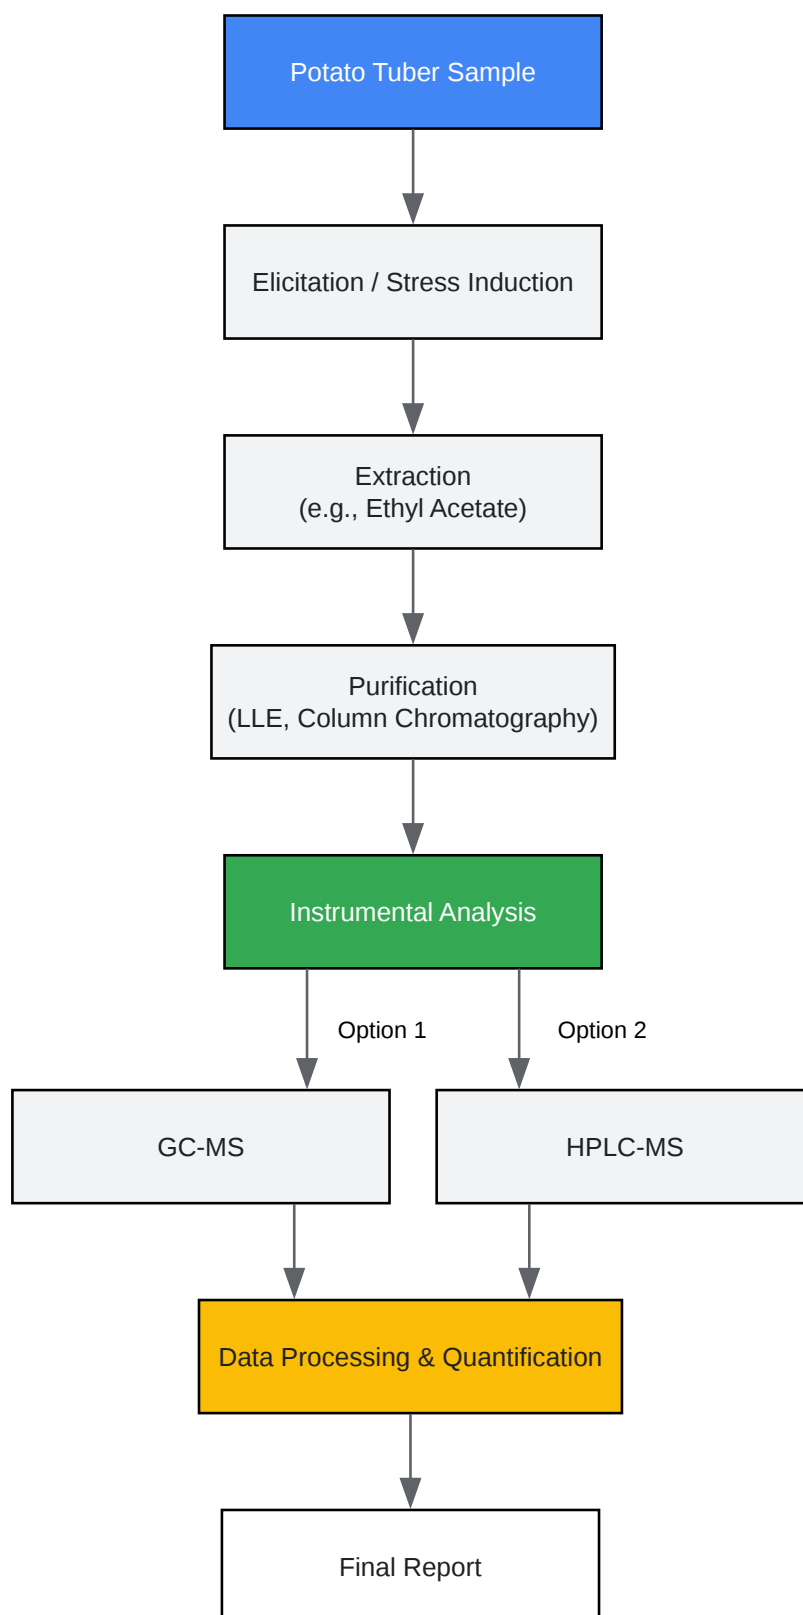 Potato Tuber Sample
Elicitation / Stress Induction
Extraction
(e.g., Ethyl Acetate)
Purification
(LLE, Column Chromatography)
Instrumental Analysis
Option 1
Option 2
GC-MS
HPLC-MS
Data Processing & Quantification
Final Report